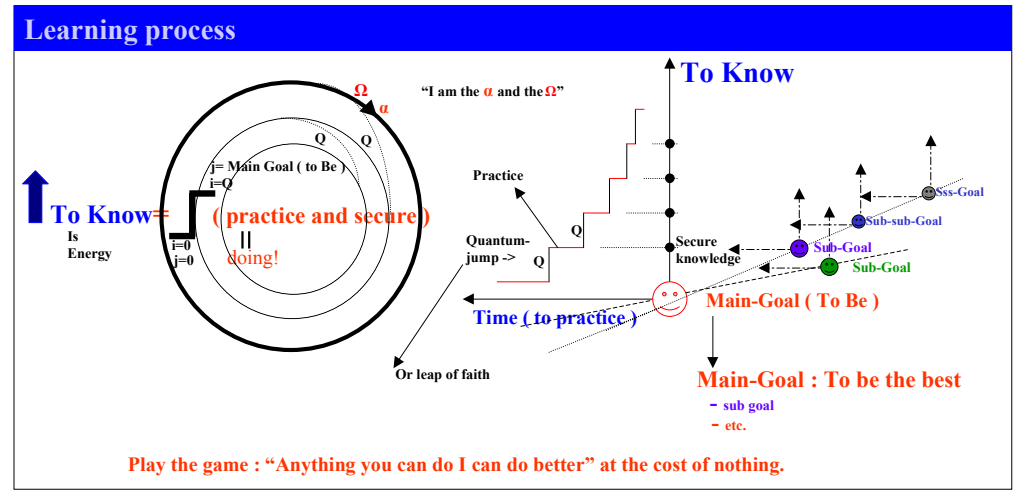 Learning process
Ω
α
“I am the α and the Ω”
To Know
Q
Q
j= Main Goal ( to Be )
i=Q
Practice
To Know=
( practice and secure )
Is
Energy
i=0
j=0
=
doing!
Quantum-
jump ->
Q
Q
Secure
knowledge
Sss-Goal
Sub-sub-Goal
Sub-Goal
Sub-Goal
Time ( to practice )
Main-Goal ( To Be )
Or leap of faith
Main-Goal : To be the best
- sub goal
- etc.
Play the game : “Anything you can do I can do better” at the cost of nothing.